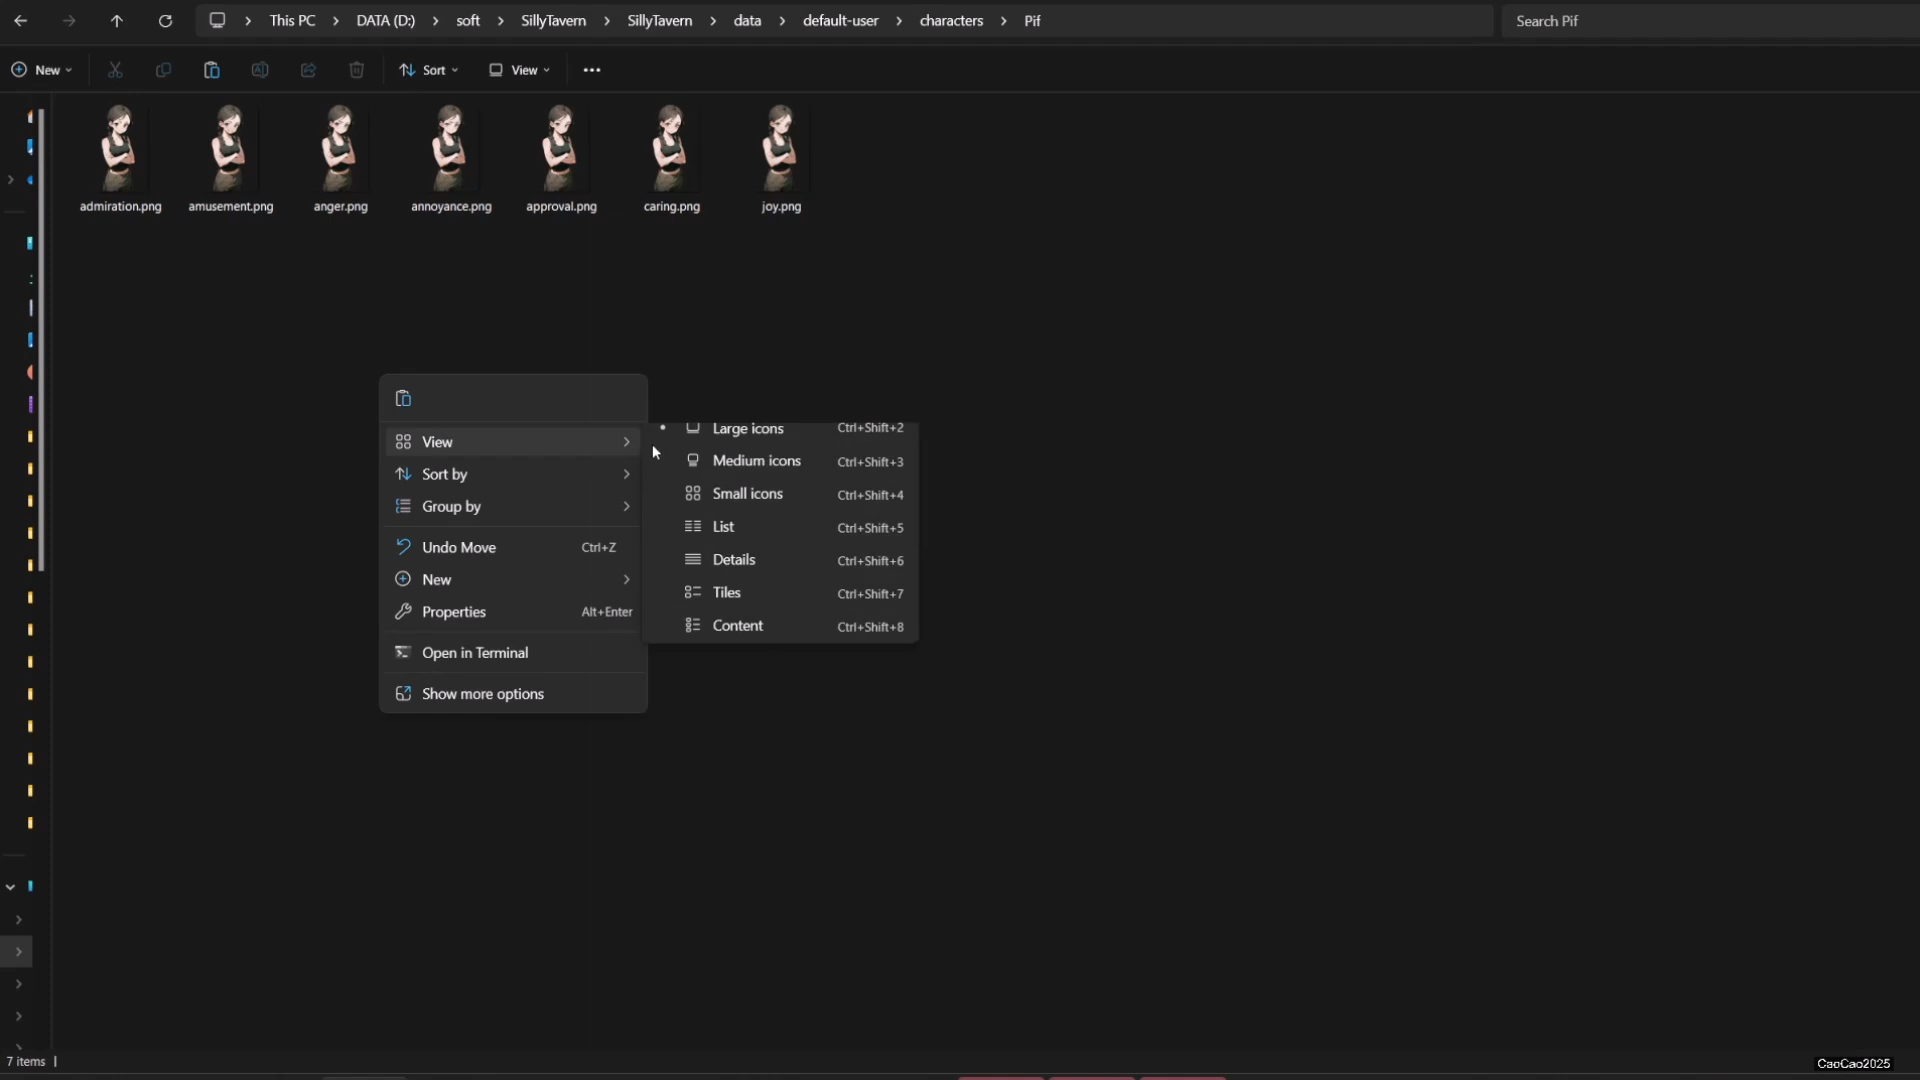 This PC > DATA (D:) > soft > SillyTavern > SillyTavern > data > default-user > characters > Pif
Search Pif
New
Sort
View
admiration.png
amusement.png
anger.png
annoyance.png
approval.png
caring.png
joy.png
View
Sort by
Group by
Undo Move Ctrl+Z
New
Properties Alt+Enter
Open in Terminal
Show more options
Large icons Ctrl+Shift+2
Medium icons Ctrl+Shift+3
Small icons Ctrl+Shift+4
List Ctrl+Shift+5
Details Ctrl+Shift+6
Tiles Ctrl+Shift+7
Content Ctrl+Shift+8
7 items
CaoCao2025